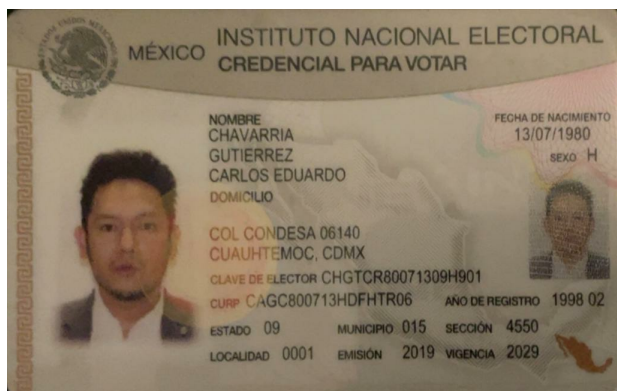 MÉXICO
INSTITUTO NACIONAL ELECTORAL
CREDENCIAL PARA VOTAR
NOMBRE
CHAVARRIA
GUTIERREZ
CARLOS EDUARDO
FECHA DE NACIMIENTO
13/07/1980
SEXO H
DOMICILIO
COL CONDESA 06140
CUAUHTEMOC, CDMX
CLAVE DE ELECTOR CHGTCR80071309H901
CURP CAGC800713HDFHTR06 AÑO DE REGISTRO 1998 02
ESTADO 09 MUNICIPIO 015 SECCIÓN 4550
LOCALIDAD 0001 EMISIÓN 2019 VIGENCIA 2029